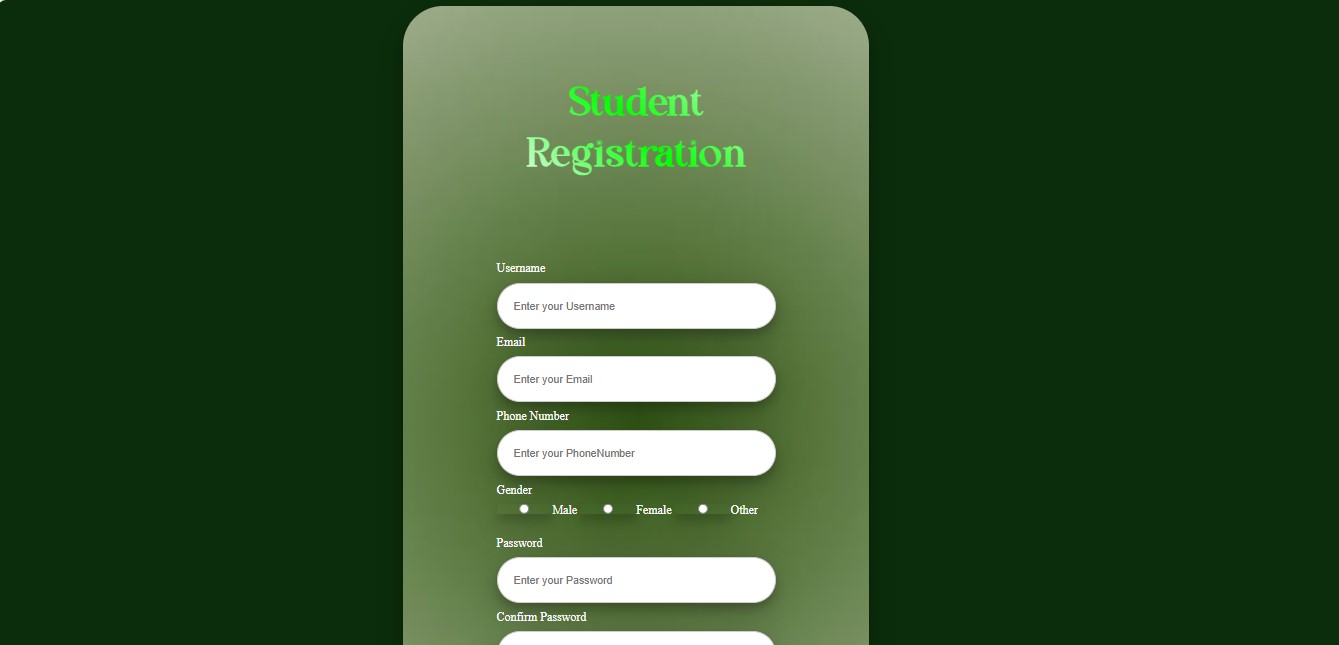 Student
Registration
Username
Enter your Username
Email
Enter your Email
Phone Number
Enter your PhoneNumber
Gender
Male Female Other
Password
Enter your Password
Confirm Password